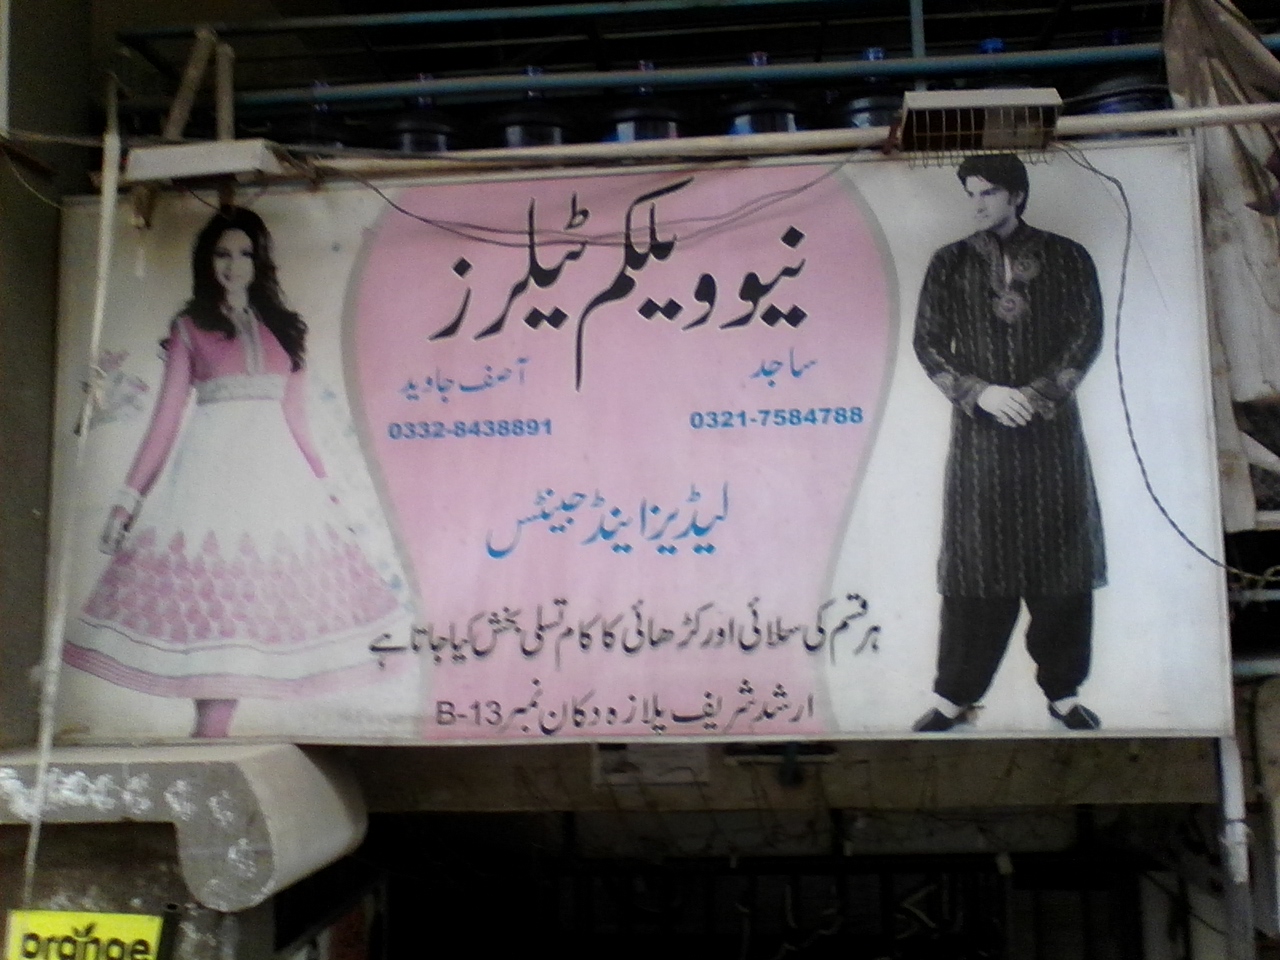 نیو ویلکم ٹیلرز
ساجد
آصف جاوید
0321-7584788
0332-8438891
لیڈیز اینڈ جینٹس
ہر قسم کی سلائی اور کڑھائی کا کام تسلی بخش کیا جاتا ہے
ارشد شریف پلازہ دکان نمبر B-13
orange